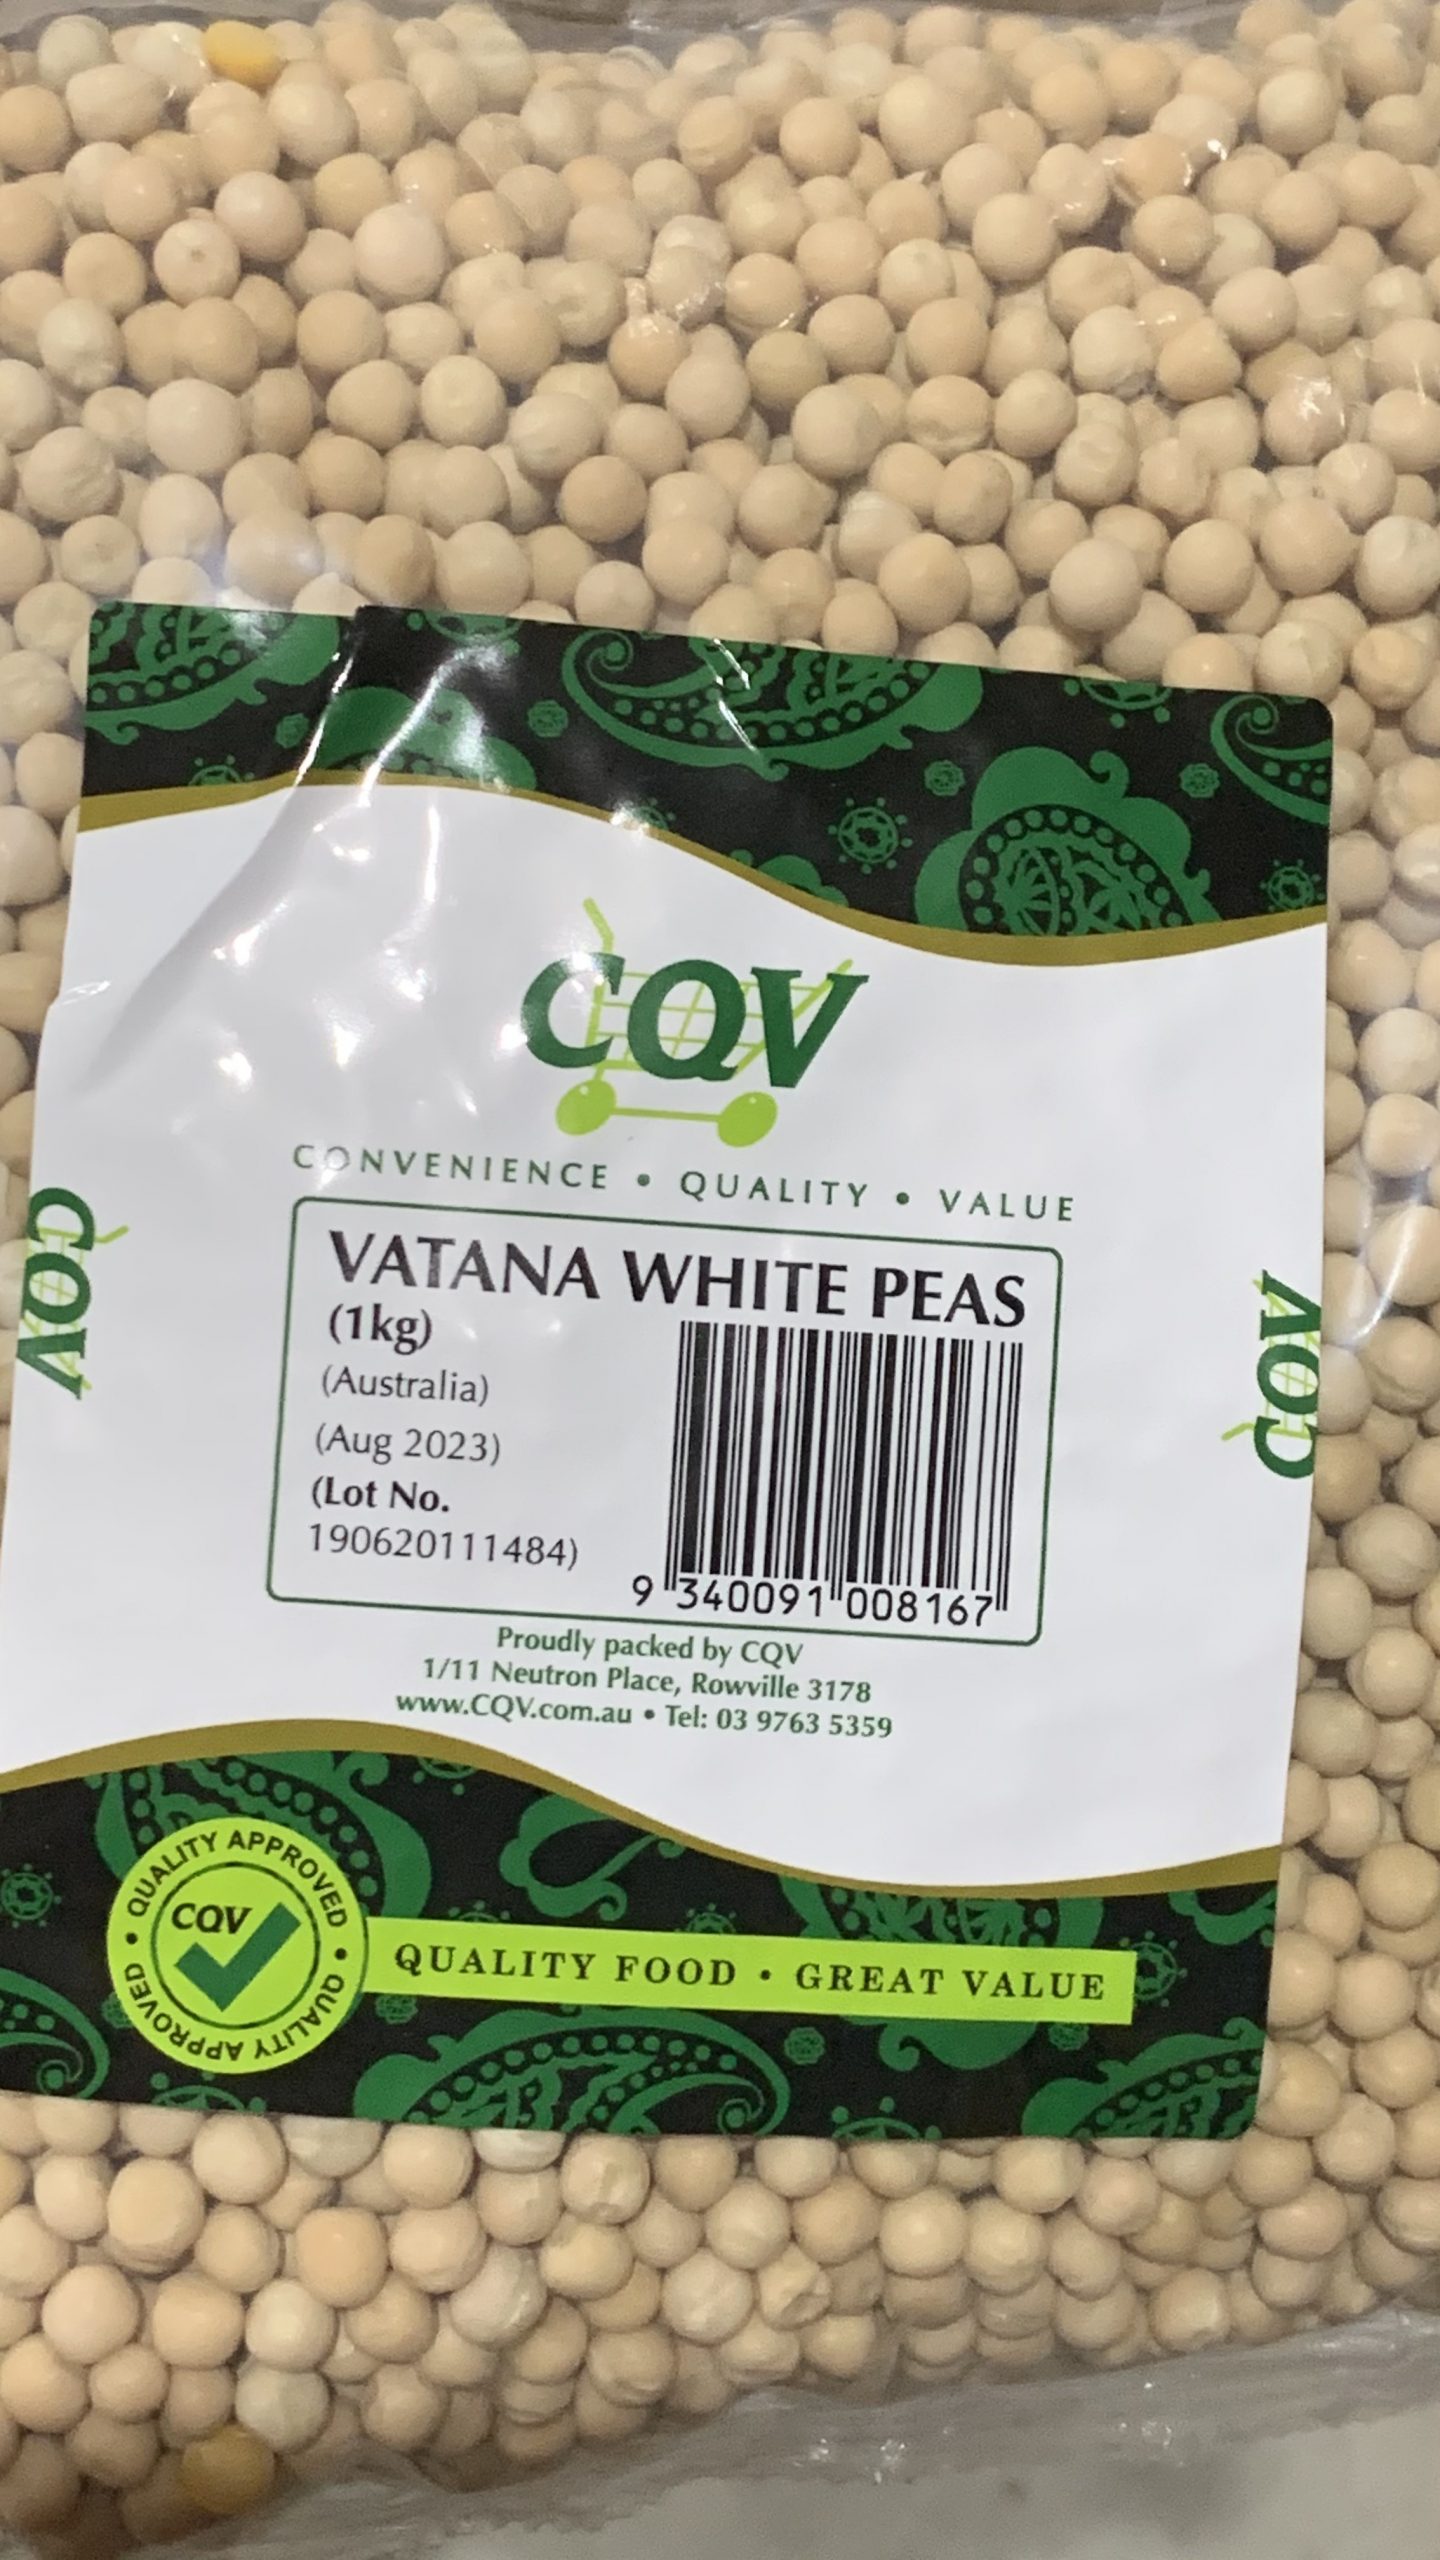 CQV
CONVENIENCE • QUALITY • VALUE
VATANA WHITE PEAS
(1kg)
(Australia)
(Aug 2023)
(Lot No.
190620111484)
9 340091 008167
Proudly packed by CQV
1/11 Neutron Place, Rowville 3178
www.CQV.com.au • Tel: 03 9763 5359
CQV
CQV
QUALITY APPROVED • QUALITY APPROVED •
CQV
QUALITY FOOD • GREAT VALUE